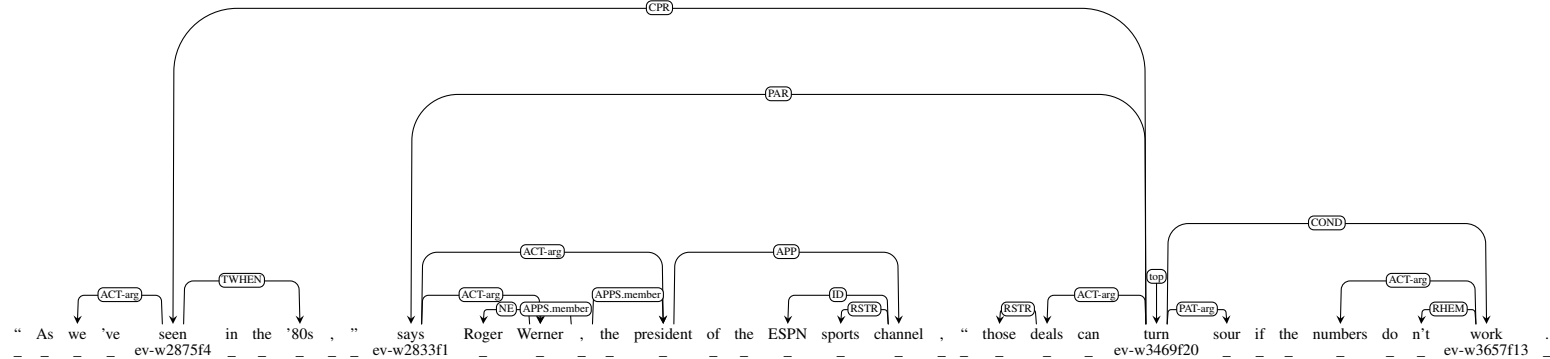 CPR
PAR
COND
top
ACT-arg APP
TWHEN ACT-arg
ACT-arg ACT-arg APPS.member ID ACT-arg
NE APPS.member RSTR RSTR PAT-arg RHEM
“ As we ’ve seen in the ’80s , ” says Roger Werner , the president of the ESPN sports channel , “ those deals can turn sour if the numbers do n’t work .
_ _ _ _ ev-w2875f4 _ _ _ _ _ ev-w2833f1 _ _ _ _ _ _ _ _ _ _ _ _ _ _ _ ev-w3469f20 _ _ _ _ _ _ ev-w3657f13 _